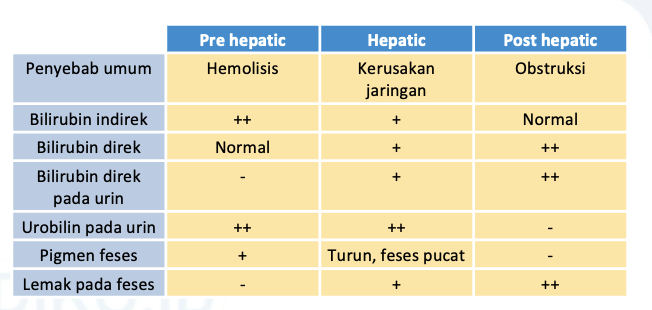 Pre hepatic Hepatic Post hepatic
Penyebab umum Hemolisis Kerusakan jaringan Obstruksi
Bilirubin indirek ++ + Normal
Bilirubin direk Normal + ++
Bilirubin direk pada urin - + ++
Urobilin pada urin ++ ++ -
Pigmen feses + Turun, feses pucat -
Lemak pada feses - + ++